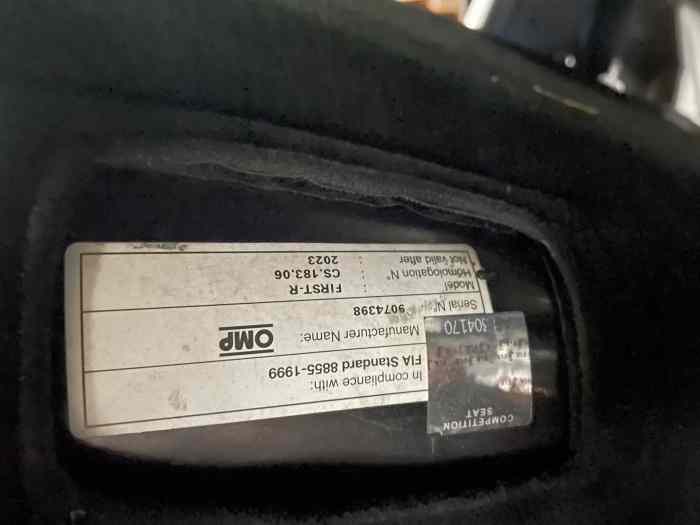 In compliance with:
FIA Standard 8855-1999
Manufacturer Name: OMP
Serial N° 9074398
Model : FIRST-R
Homologation N° : CS.183.06
Not valid after : 2023
COMPETITION
SEAT
304170